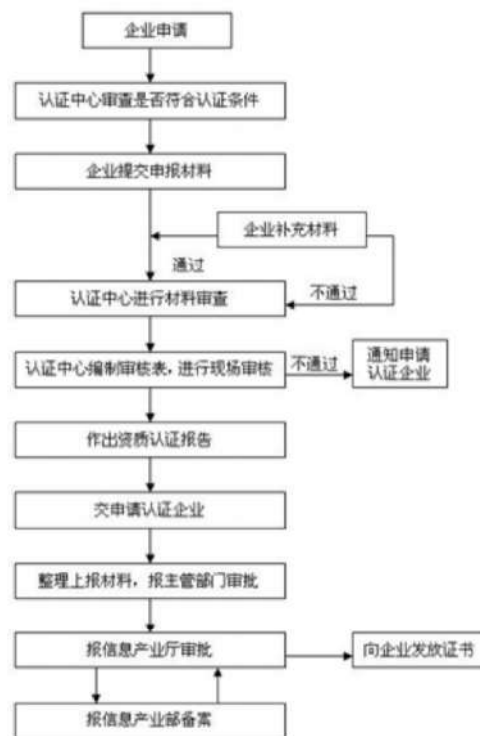 企业申请
认证中心审查是否符合认证条件
企业提交申报材料
企业补充材料
通过
不通过
认证中心进行材料审查
认证中心编制审核表，进行现场审核
不通过
通知申请
认证企业
作出资质认证报告
交申请认证企业
整理上报材料，报主管部门审批
报信息产业厅审批
向企业发放证书
报信息产业部备案